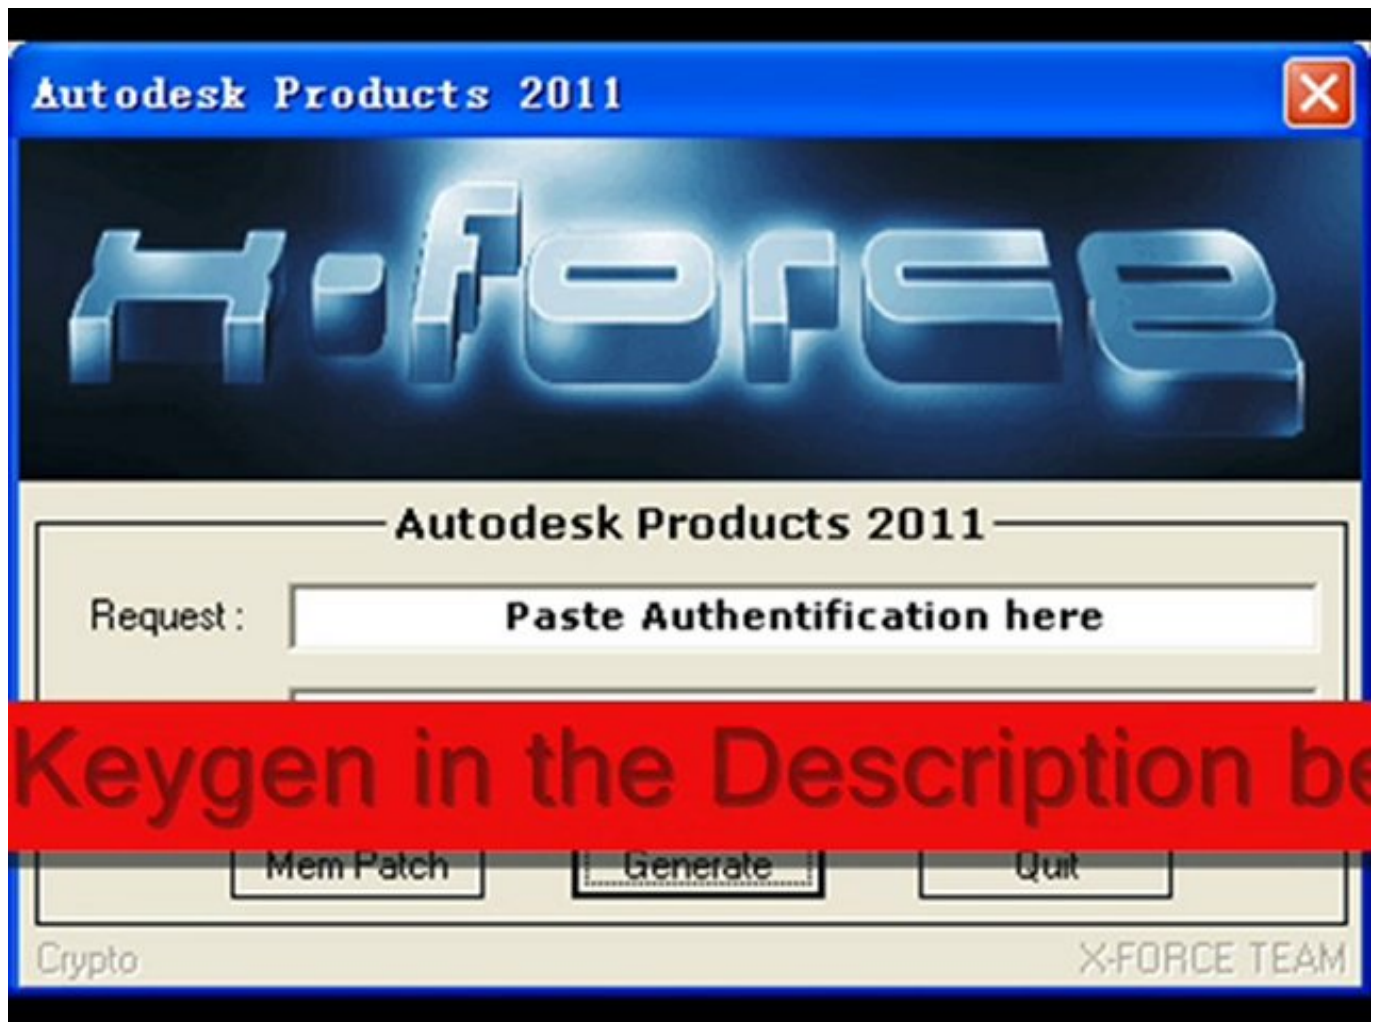 Autodesk Products 2011
X-force
Autodesk Products 2011
Request :
Paste Authentification here
Keygen in the Description be
Mem Patch
Generate
Quit
Crypto
X-FORCE TEAM